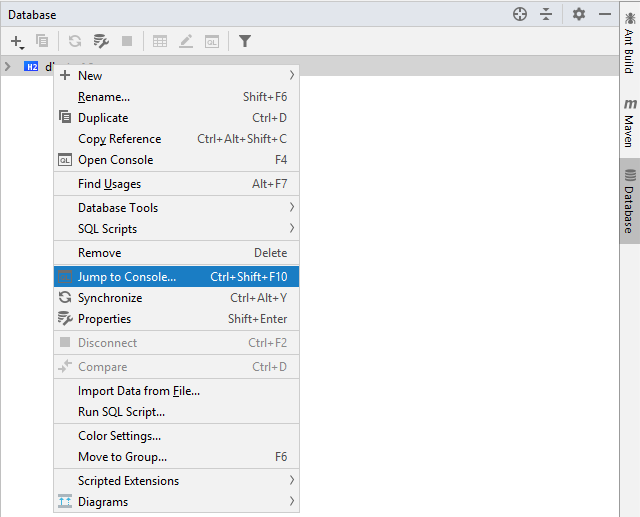 Database
H2
New
Rename... Shift+F6
Duplicate Ctrl+D
Copy Reference Ctrl+Alt+Shift+C
QL Open Console F4
Find Usages Alt+F7
Database Tools
SQL Scripts
Remove Delete
Jump to Console... Ctrl+Shift+F10
Synchronize Ctrl+Alt+Y
Properties Shift+Enter
Disconnect Ctrl+F2
Compare Ctrl+D
Import Data from File...
Run SQL Script...
Color Settings...
Move to Group... F6
Scripted Extensions
Diagrams
Ant Build
m
Maven
Database